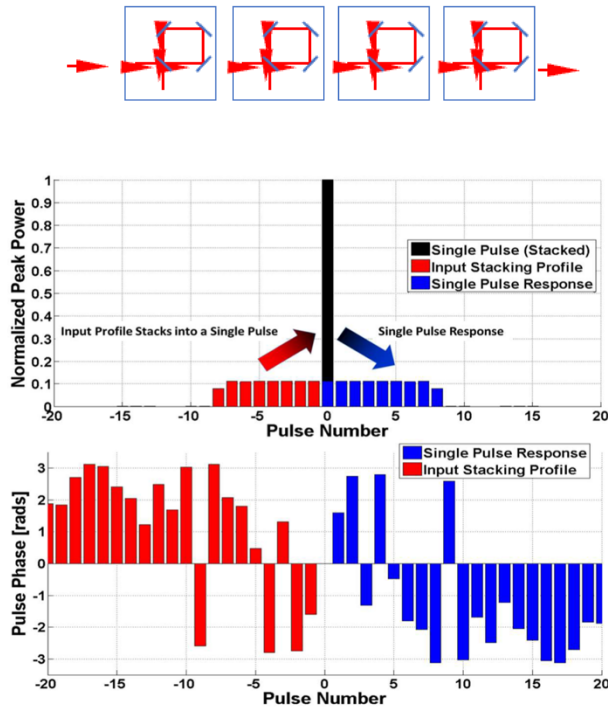 Normalized Peak Power
1
0.9
0.8
0.7
0.6
0.5
0.4
0.3
0.2
0.1
0
Single Pulse (Stacked)
Input Stacking Profile
Single Pulse Response
Input Profile Stacks into a Single Pulse
Single Pulse Response
-20 -15 -10 -5 0 5 10 15 20
Pulse Number
Pulse Phase [rads]
3
2
1
0
-1
-2
-3
Single Pulse Response
Input Stacking Profile
-20 -15 -10 -5 0 5 10 15 20
Pulse Number